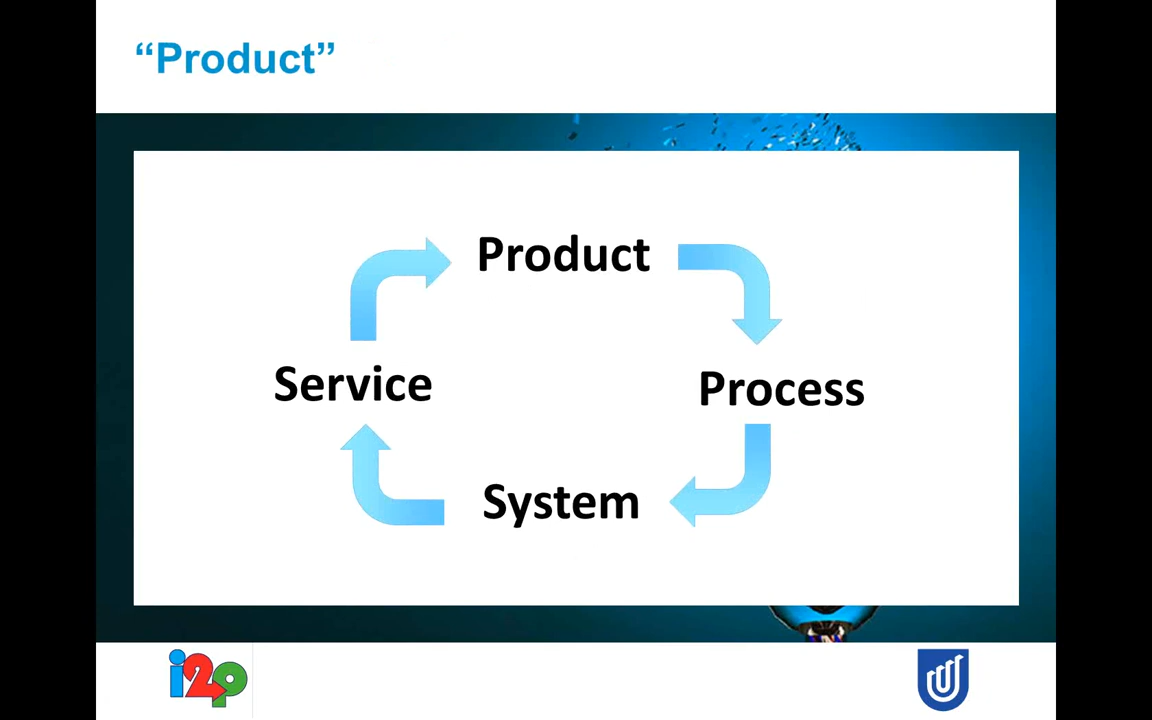 “Product”
Product
Service
Process
System
i2p